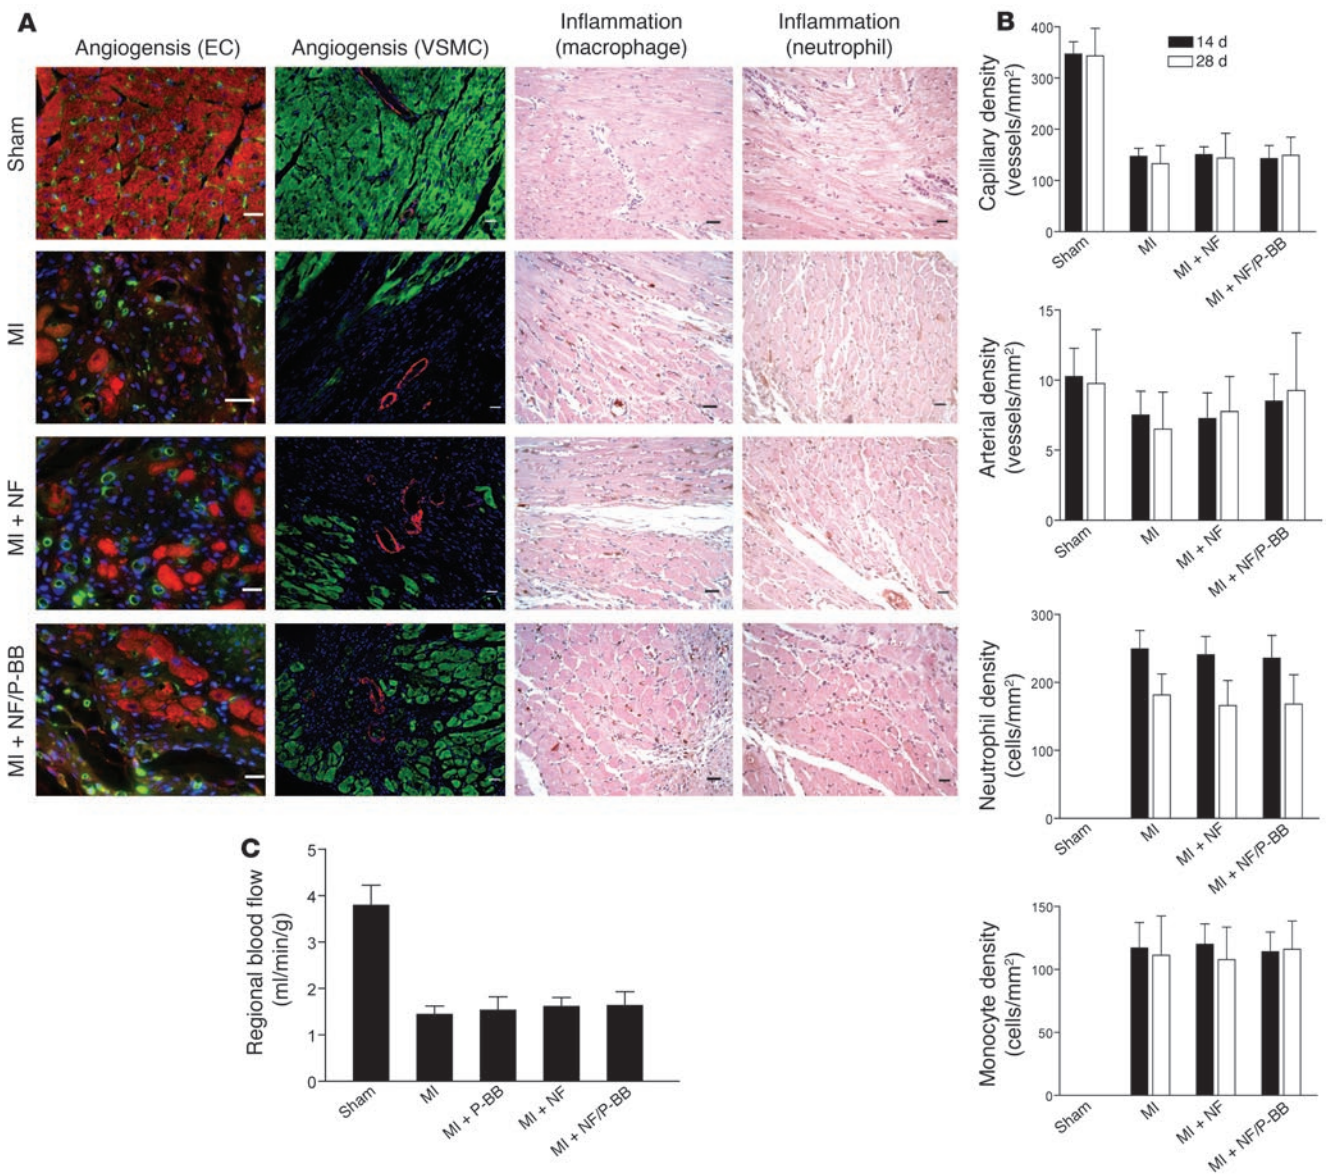 A
Angiogensis (EC)
Angiogensis (VSMC)
Inflammation
(macrophage)
Inflammation
(neutrophil)
Sham
MI
MI + NF
MI + NF/P-BB
B
Capillary density
(vessels/mm²)
400
300
200
100
0
14 d
28 d
Sham
MI
MI + NF
MI + NF/P-BB
Arterial density
(vessels/mm²)
15
10
5
0
Sham
MI
MI + NF
MI + NF/P-BB
Neutrophil density
(cells/mm²)
300
200
100
0
Sham
MI
MI + NF
MI + NF/P-BB
Monocyte density
(cells/mm²)
150
100
50
0
Sham
MI
MI + NF
MI + NF/P-BB
C
Regional blood flow
(ml/min/g)
5
4
3
2
1
0
Sham
MI
MI + P-BB
MI + NF
MI + NF/P-BB